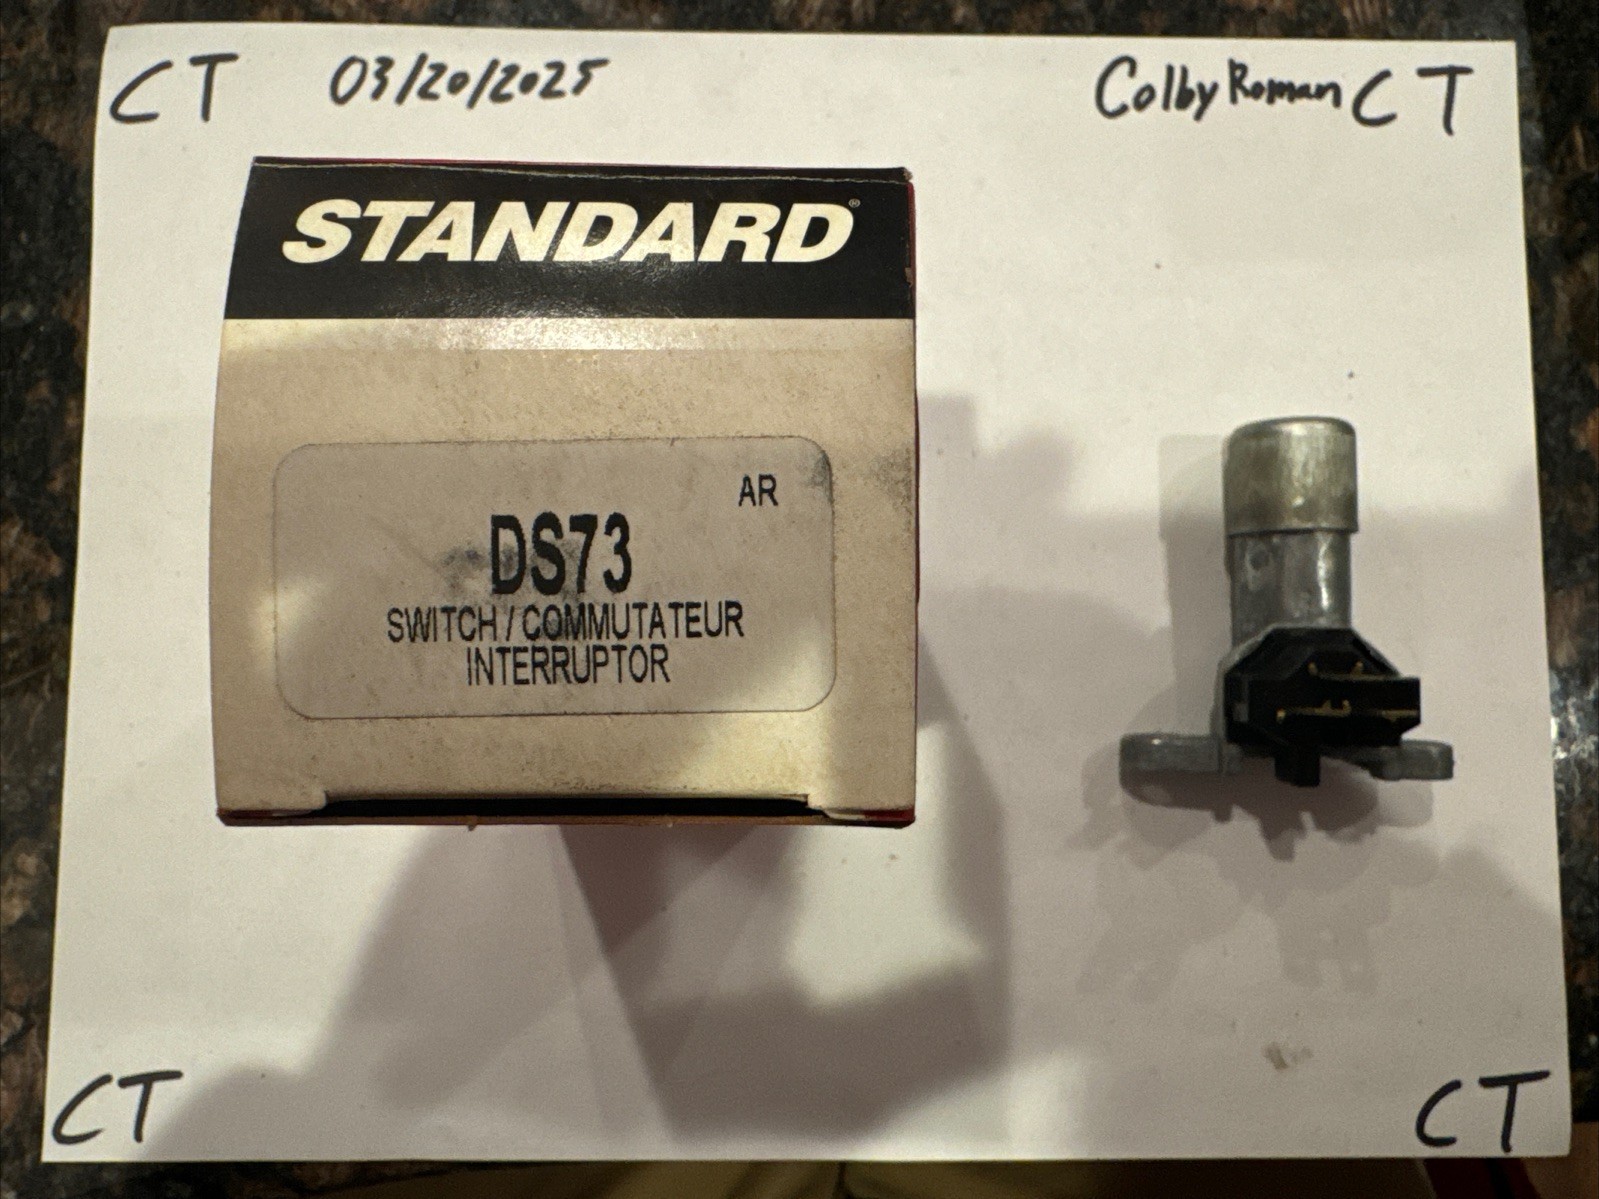 CT 03/20/2025 Colby Roman CT
STANDARD®
AR
DS73
SWITCH / COMMUTATEUR
INTERRUPTOR
CT CT